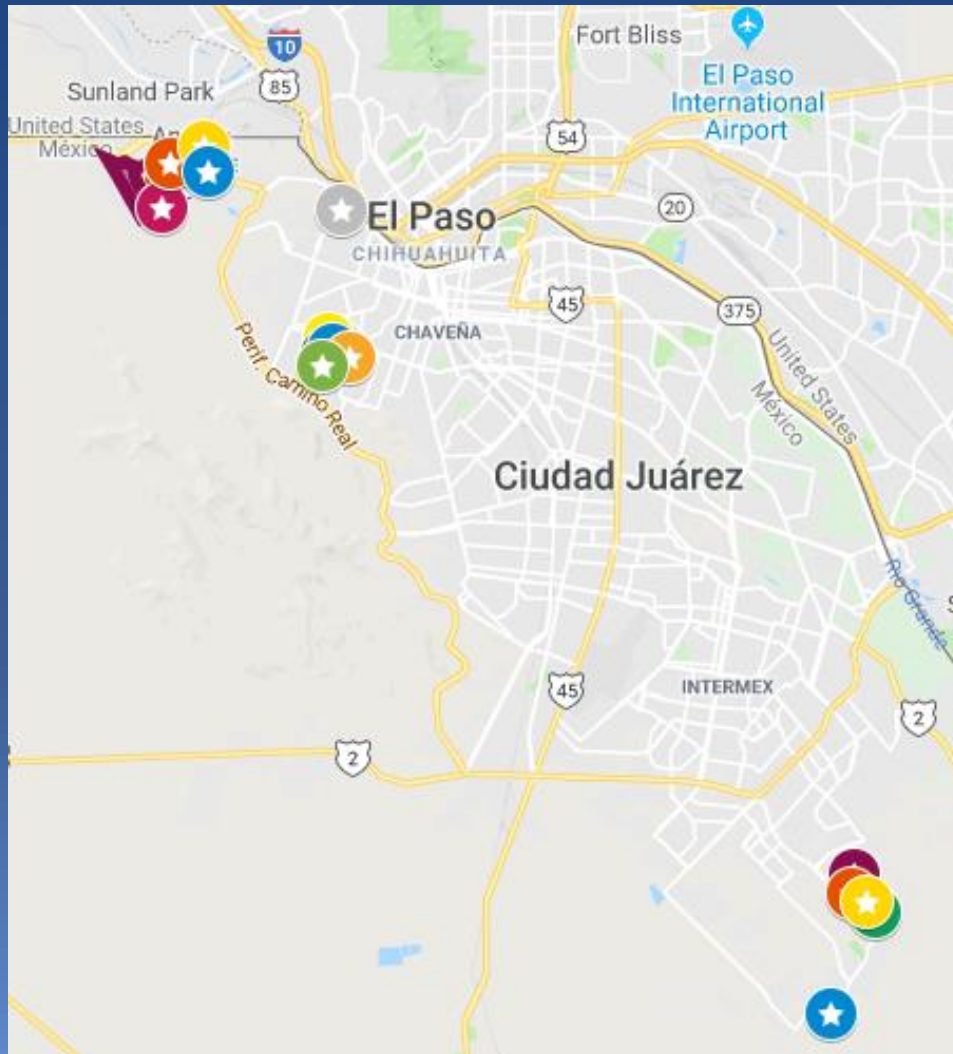 Fort Bliss
10
85
El Paso
International
Airport
Sunland Park
United States
México
54
20
El Paso
CHIHUAHUITA
45
375
CHAVEÑA
United States
México
Perif. Camino Real
Ciudad Juárez
Rio Grande
45
INTERMEX
2
2